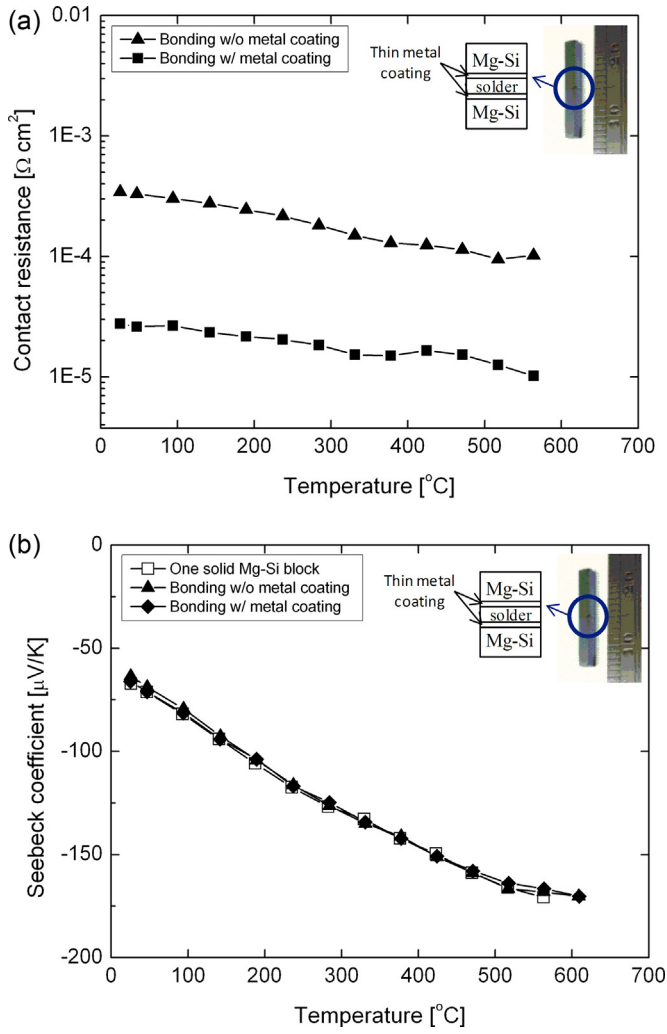 (a)
0.01
Bonding w/o metal coating
Bonding w/ metal coating
Thin metal
coating
Mg-Si
solder
Mg-Si
1E-3
1E-4
1E-5
Contact resistance [Ω cm²]
0 100 200 300 400 500 600 700
Temperature [°C]
(b)
0
One solid Mg-Si block
Bonding w/o metal coating
Bonding w/ metal coating
Thin metal
coating
Mg-Si
solder
Mg-Si
-50
-100
-150
-200
Seebeck coefficient [μV/K]
0 100 200 300 400 500 600 700
Temperature [°C]